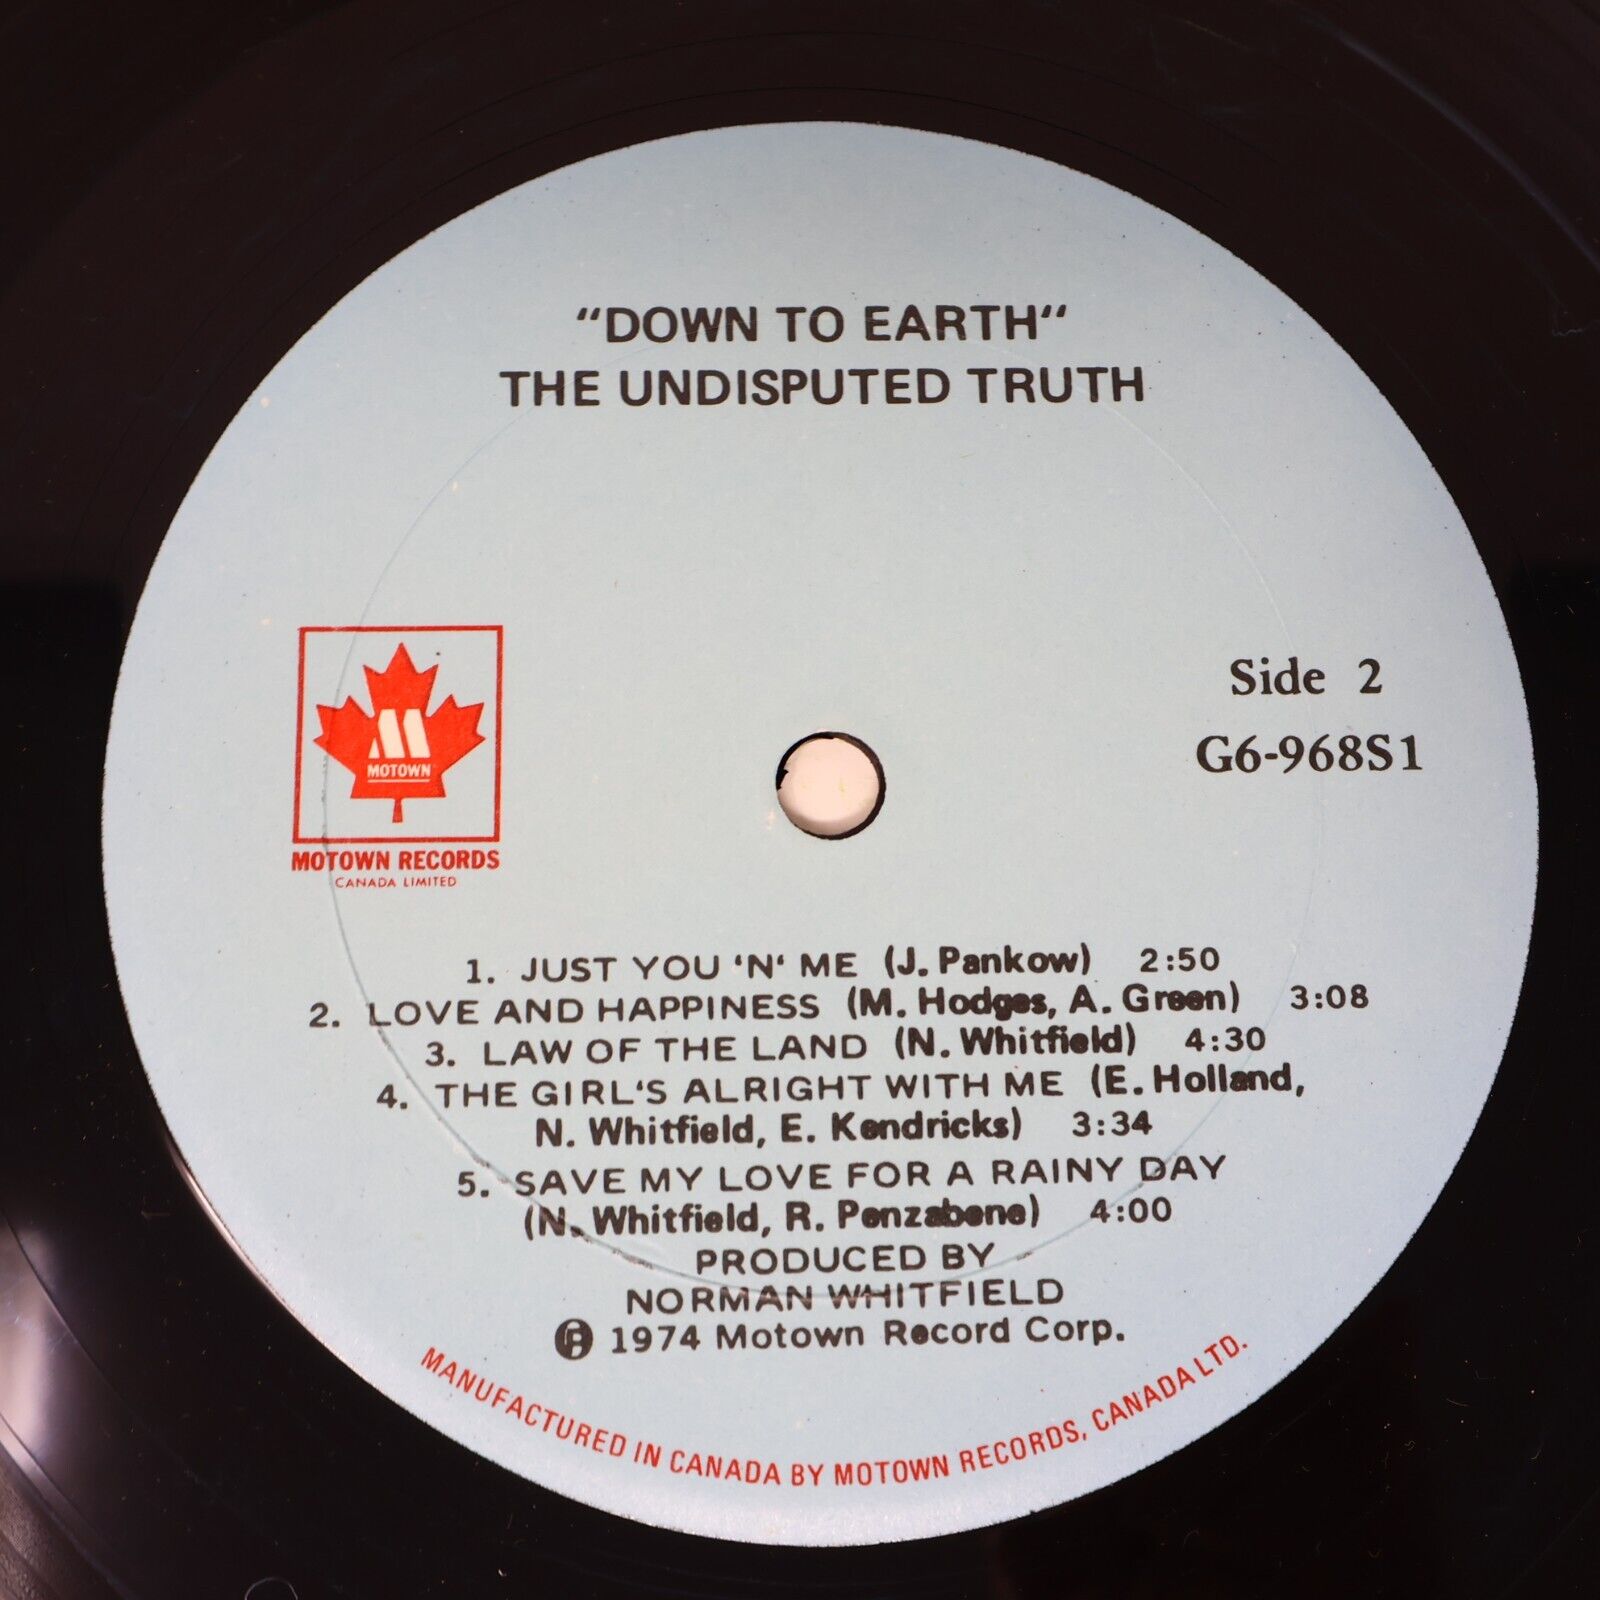 "DOWN TO EARTH"
THE UNDISPUTED TRUTH
M
MOTOWN
MOTOWN RECORDS
CANADA LIMITED
Side 2
G6-968S1
1. JUST YOU 'N' ME (J. Pankow) 2:50
2. LOVE AND HAPPINESS (M. Hodges, A. Green) 3:08
3. LAW OF THE LAND (N. Whitfield) 4:30
4. THE GIRL'S ALRIGHT WITH ME (E. Holland,
N. Whitfield, E. Kendricks) 3:34
5. SAVE MY LOVE FOR A RAINY DAY
(N. Whitfield, R. Penzabene) 4:00
PRODUCED BY
NORMAN WHITFIELD
℗ 1974 Motown Record Corp.
MANUFACTURED IN CANADA BY MOTOWN RECORDS, CANADA LTD.